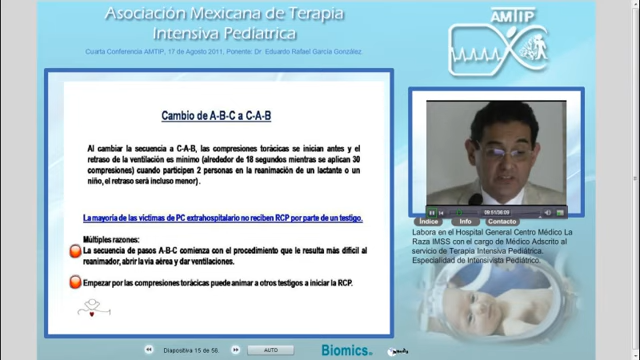 Asociación Mexicana de Terapia
Intensiva Pediatrica
Cuarta Conferencia AMTIP, 17 de Agosto 2011, Ponente: Dr. Eduardo Rafael García González
AMTIP
Cambio de A-B-C a C-A-B
Al cambiar la secuencia a C-A-B, las compresiones torácicas se inician antes y el
retraso de la ventilación es mínimo (alrededor de 18 segundos mientras se aplican 30
compresiones) cuando participen 2 personas en la reanimación de un lactante o un
niño, el retraso será incluso menor).
La mayoría de las víctimas de PC extrahospitalario no reciben RCP por parte de un testigo.
Múltiples razones:
La secuencia de pasos A-B-C comienza con el procedimiento que le resulta más difícil al
reanimador, abrir la vía aérea y dar ventilaciones.
Empezar por las compresiones torácicas puede animar a otros testigos a iniciar la RCP.
Índice
Info
Contacto
Labora en el Hospital General Centro Médico La
Raza IMSS con el cargo de Médico Adscrito al
servicio de Terapia Intensiva Pediátrica.
Especialidad de Intensivista Pediátrico.
Diapositiva 15 de 56.
AUTO
Biomics